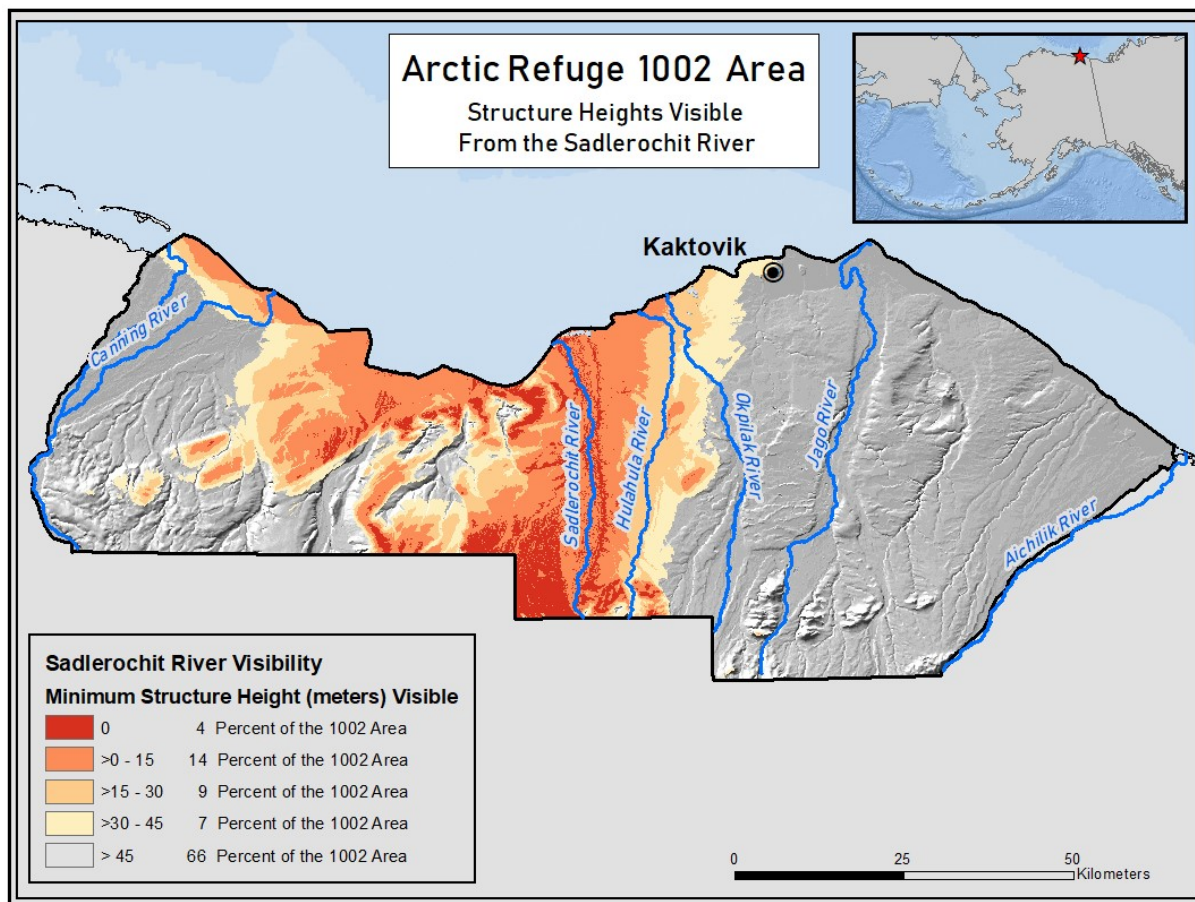 Arctic Refuge 1002 Area
Structure Heights Visible
From the Sadlerochit River
Kaktovik
Canning River
Sadlerochit River
Hulahula River
Okpilak River
Jago River
Aichilik River
Sadlerochit River Visibility
Minimum Structure Height (meters) Visible
0 4 Percent of the 1002 Area
>0 - 15 14 Percent of the 1002 Area
>15 - 30 9 Percent of the 1002 Area
>30 - 45 7 Percent of the 1002 Area
> 45 66 Percent of the 1002 Area
0 25 50
Kilometers